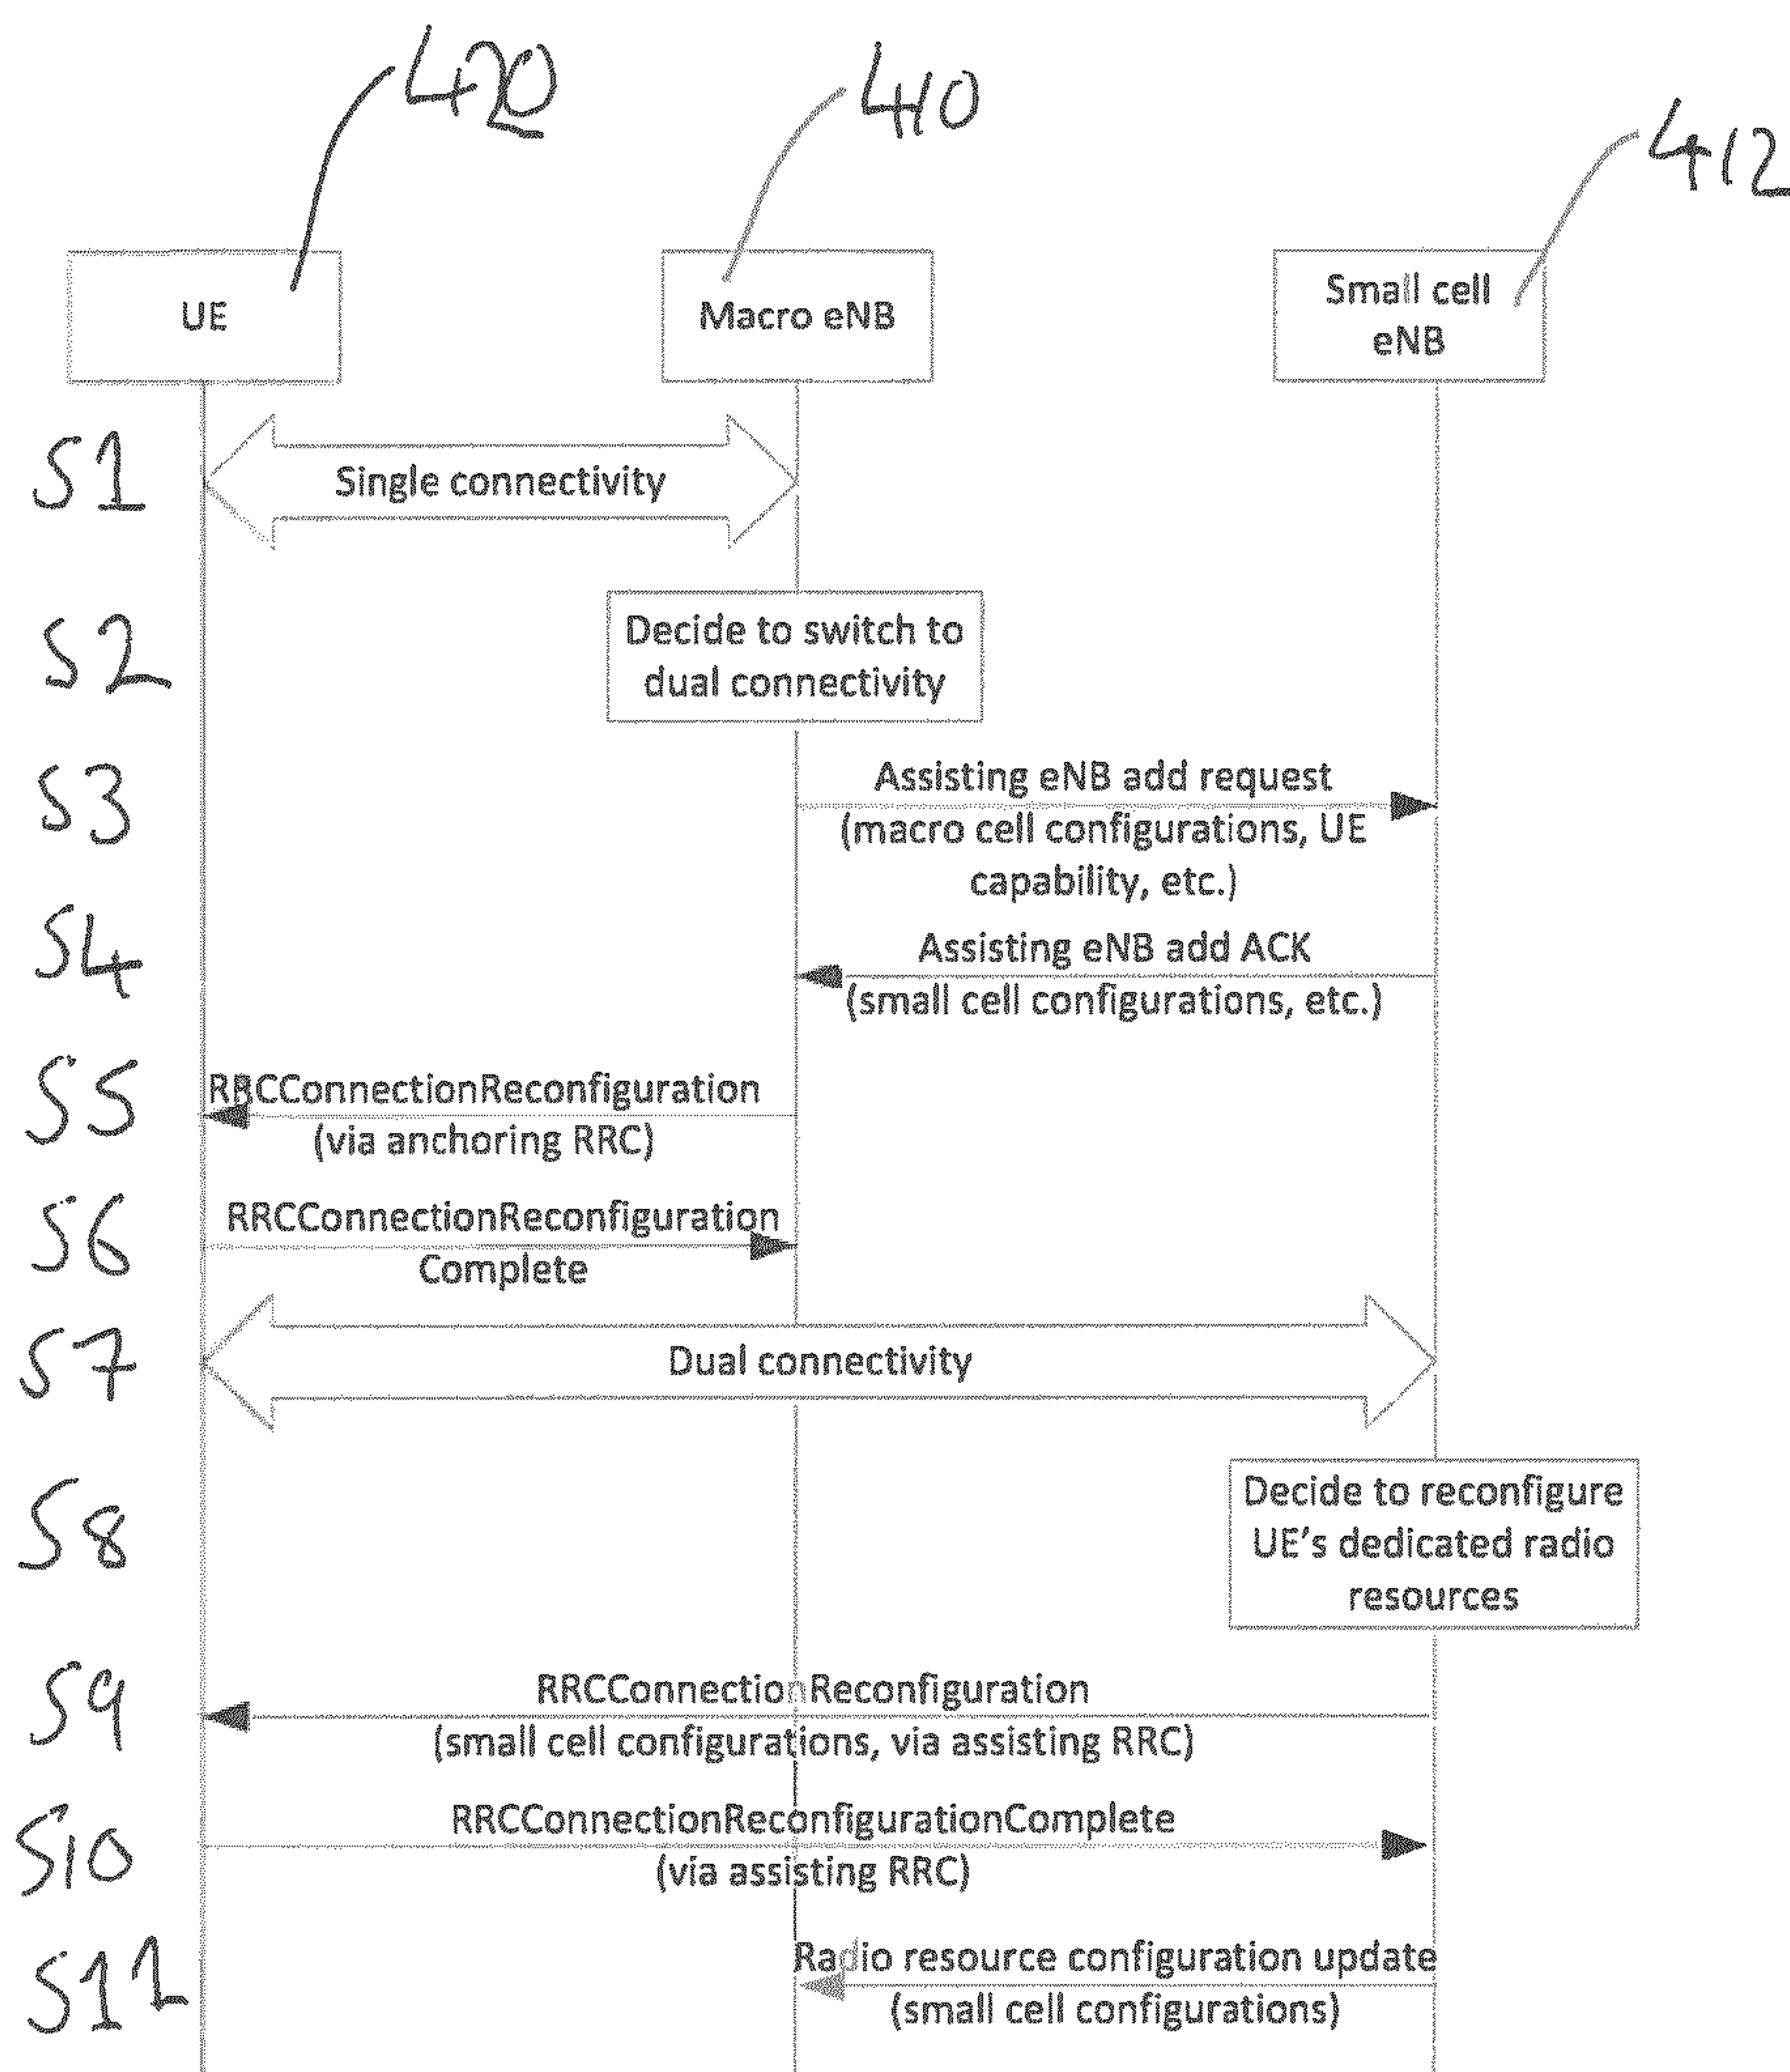 420
410
412
UE
Macro eNB
Small cell
eNB
S1
Single connectivity
S2
Decide to switch to
dual connectivity
S3
Assisting eNB add request
(macro cell configurations, UE
capability, etc.)
S4
Assisting eNB add ACK
(small cell configurations, etc.)
S5
RRCConnectionReconfiguration
(via anchoring RRC)
S6
RRCConnectionReconfiguration
Complete
S7
Dual connectivity
S8
Decide to reconfigure
UE's dedicated radio
resources
S9
RRCConnectionReconfiguration
(small cell configurations, via assisting RRC)
S10
RRCConnectionReconfigurationComplete
(via assisting RRC)
S11
Radio resource configuration update
(small cell configurations)